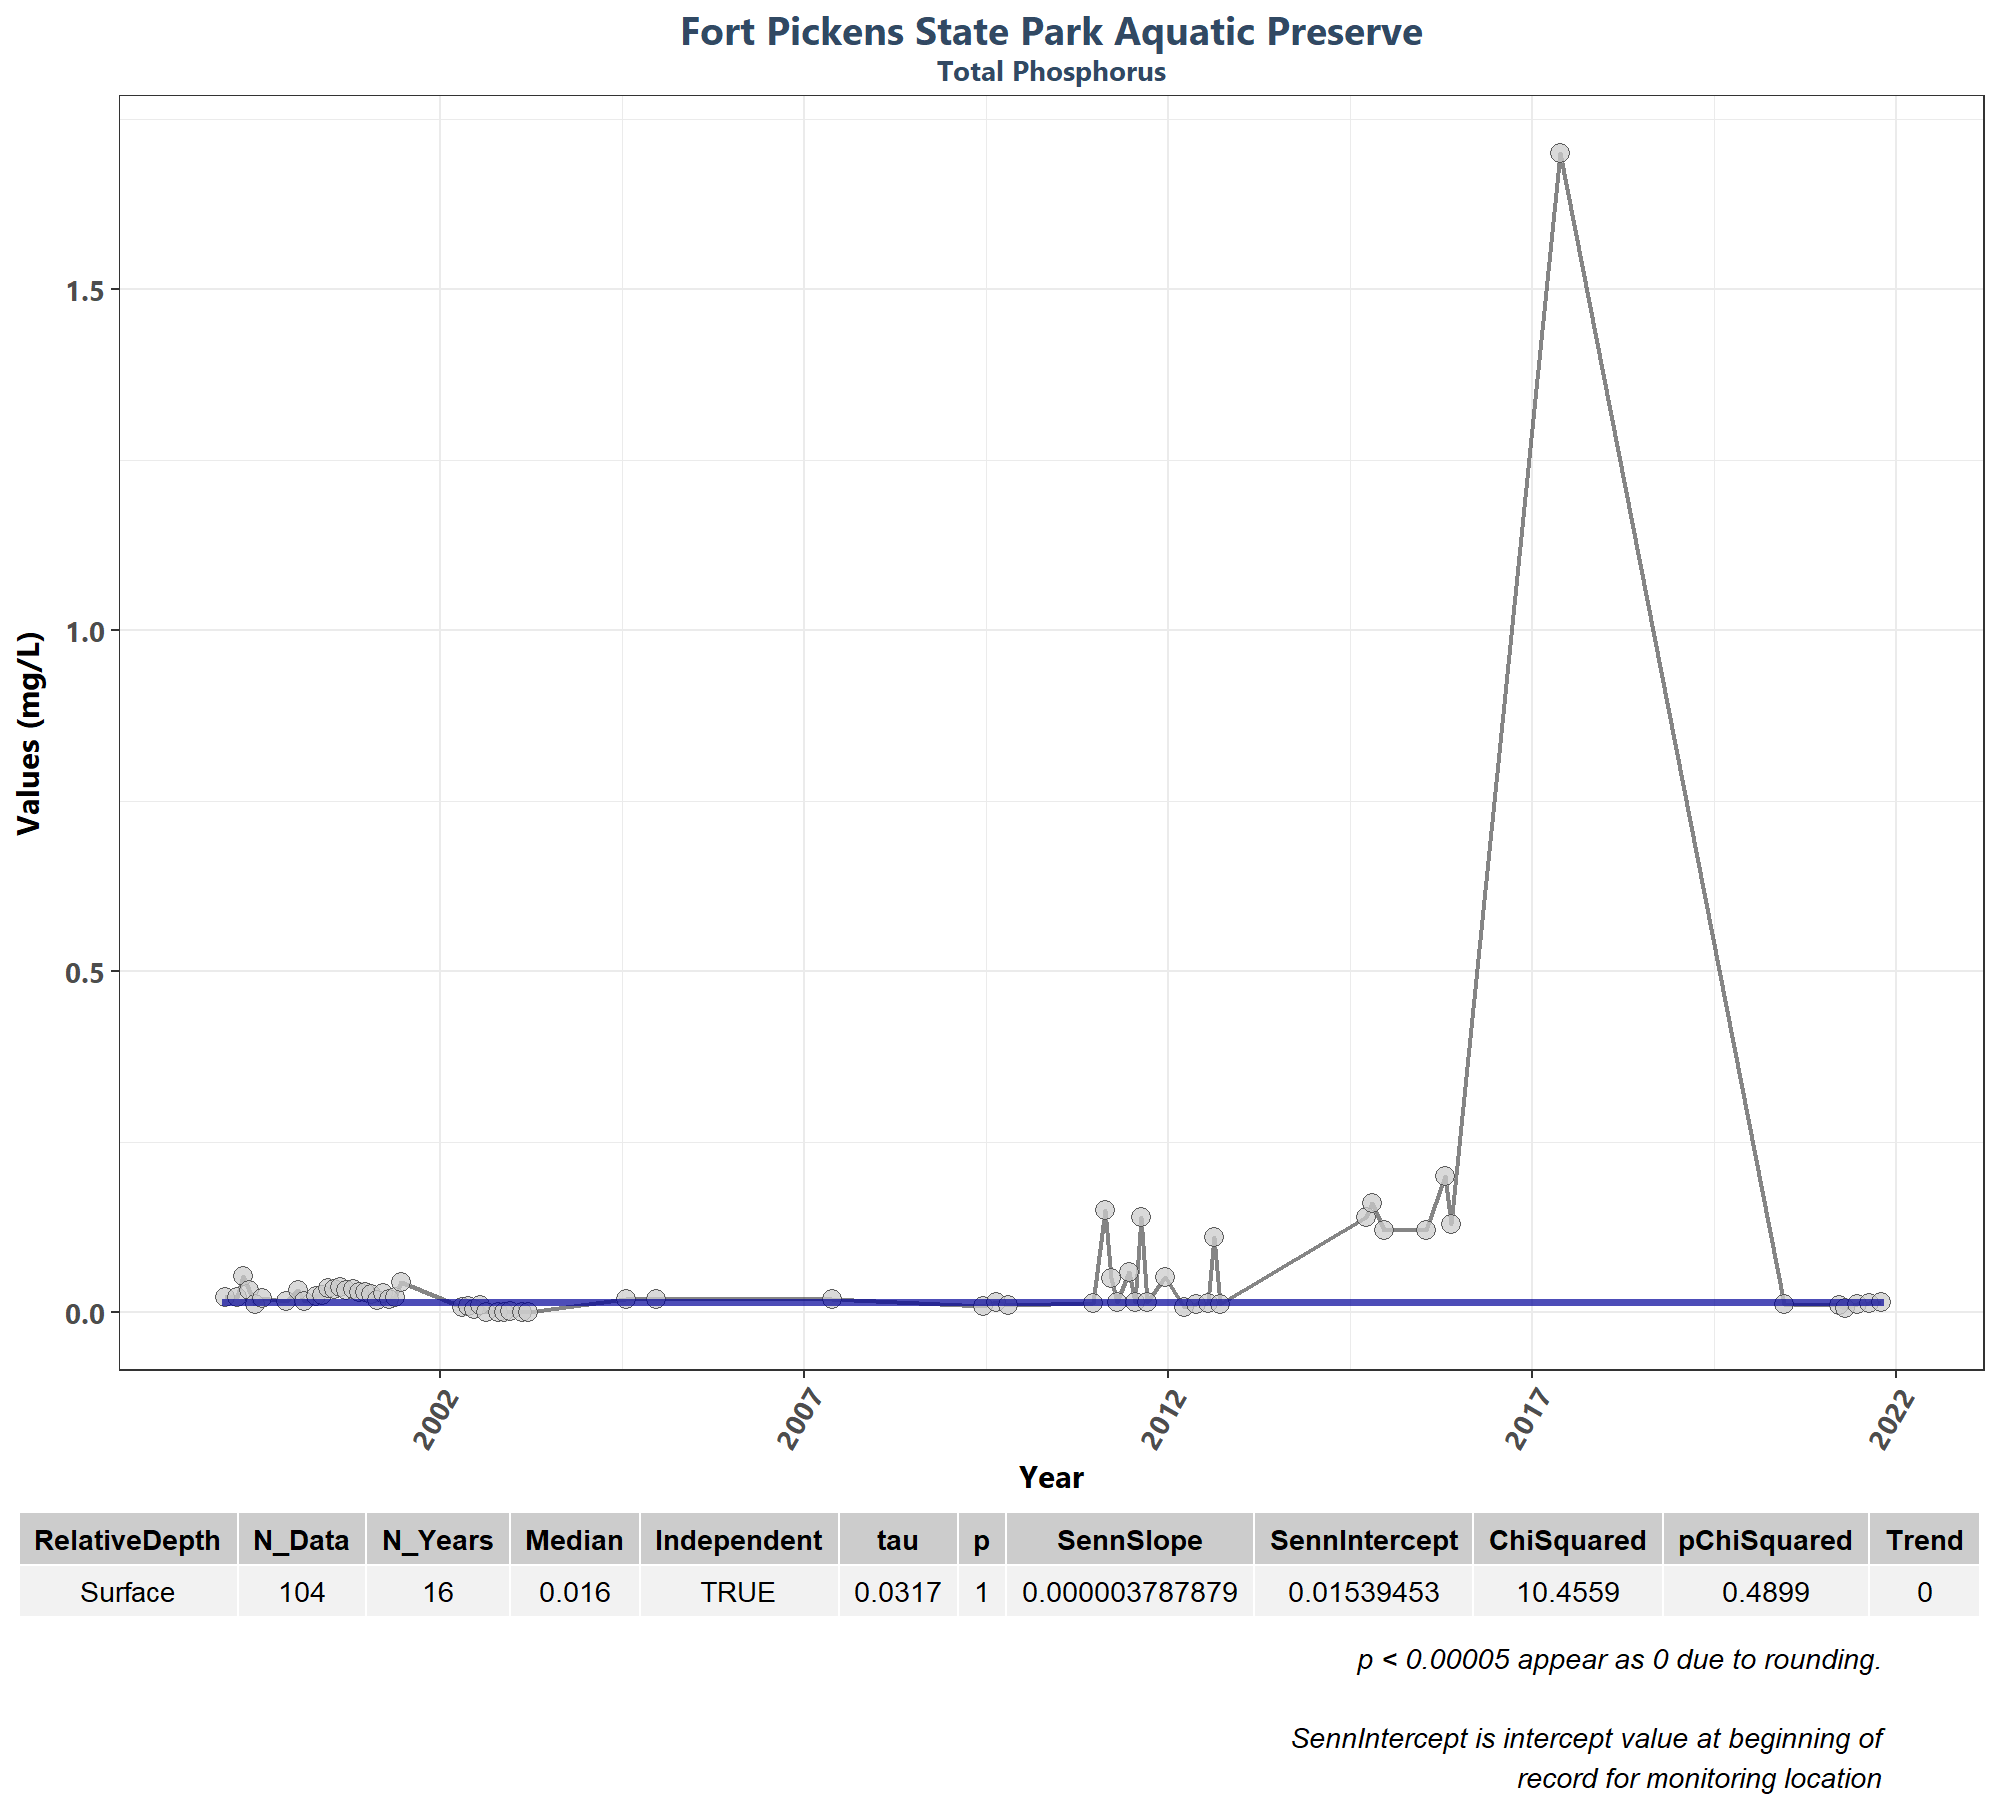 Fort Pickens State Park Aquatic Preserve
Total Phosphorus
Values (mg/L)
1.5
1.0
0.5
0.0
2002 2007 2012 2017 2022
Year
RelativeDepth N_Data N_Years Median Independent tau p SennSlope SennIntercept ChiSquared pChiSquared Trend
Surface 104 16 0.016 TRUE 0.0317 1 0.000003787879 0.01539453 10.4559 0.4899 0
p < 0.00005 appear as 0 due to rounding.
SennIntercept is intercept value at beginning of
record for monitoring location